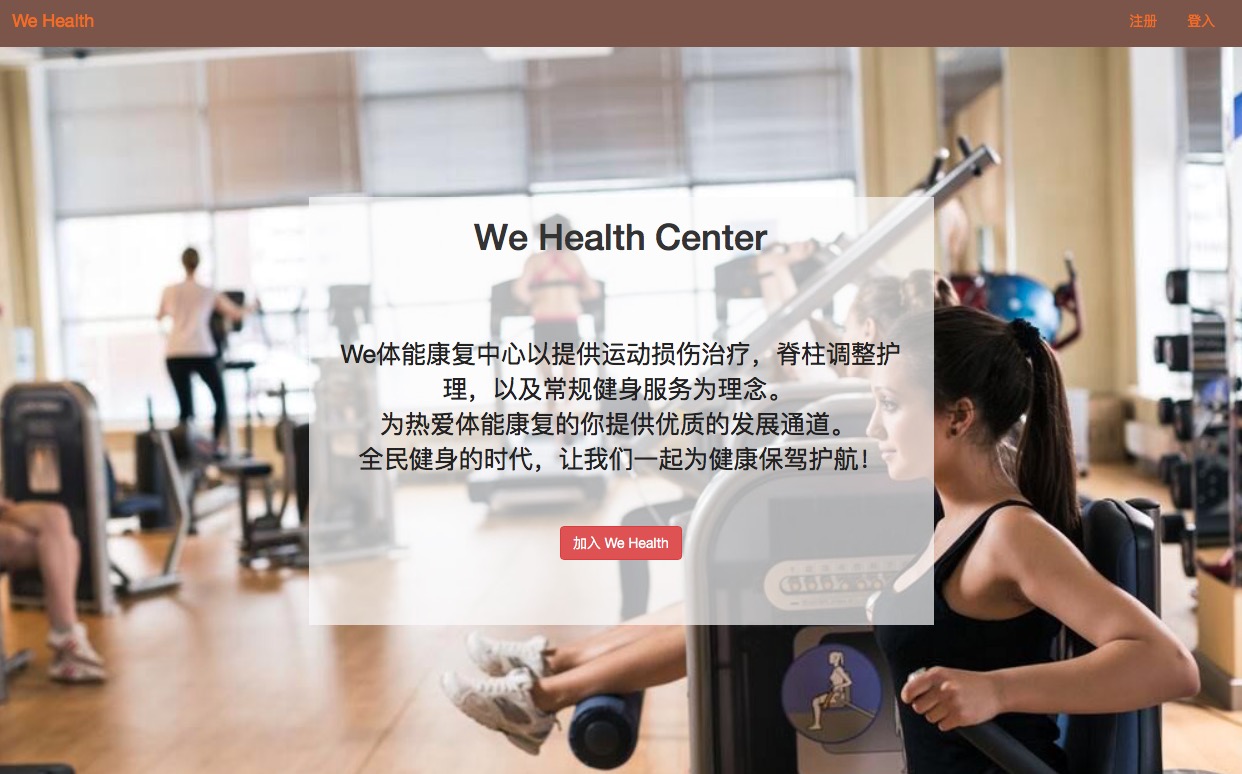 We Health
注册 登入
We Health Center
We体能康复中心以提供运动损伤治疗，脊柱调整护
理，以及常规健身服务为理念。
为热爱体能康复的你提供优质的发展通道。
全民健身的时代，让我们一起为健康保驾护航！
加入 We Health